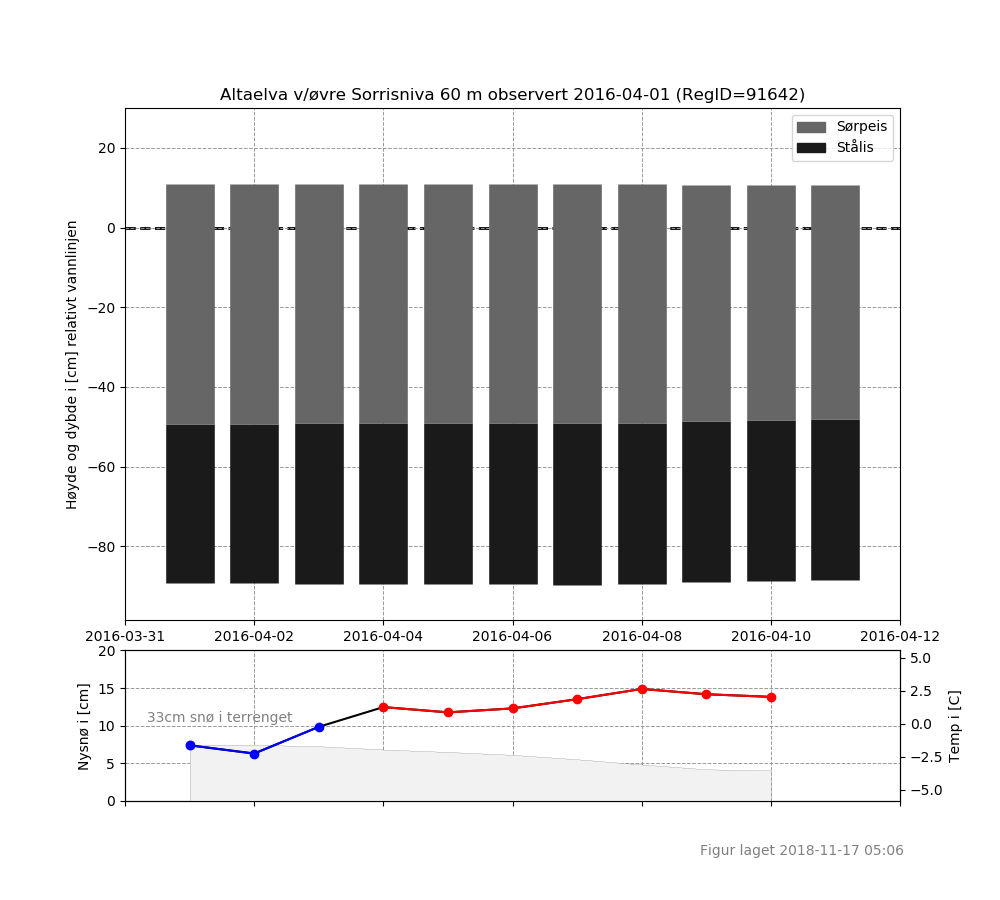 Altaelva v/øvre Sorrisniva 60 m observert 2016-04-01 (RegID=91642)
Sørpeis
Stålis
Høyde og dybde i [cm] relativt vannlinjen
20
0
−20
−40
−60
−80
2016-03-31 2016-04-02 2016-04-04 2016-04-06 2016-04-08 2016-04-10 2016-04-12
Nysnø i [cm]
20
15
10
5
0
33cm snø i terrenget
5.0
2.5
0.0
−2.5
−5.0
Temp i [C]
Figur laget 2018-11-17 05:06